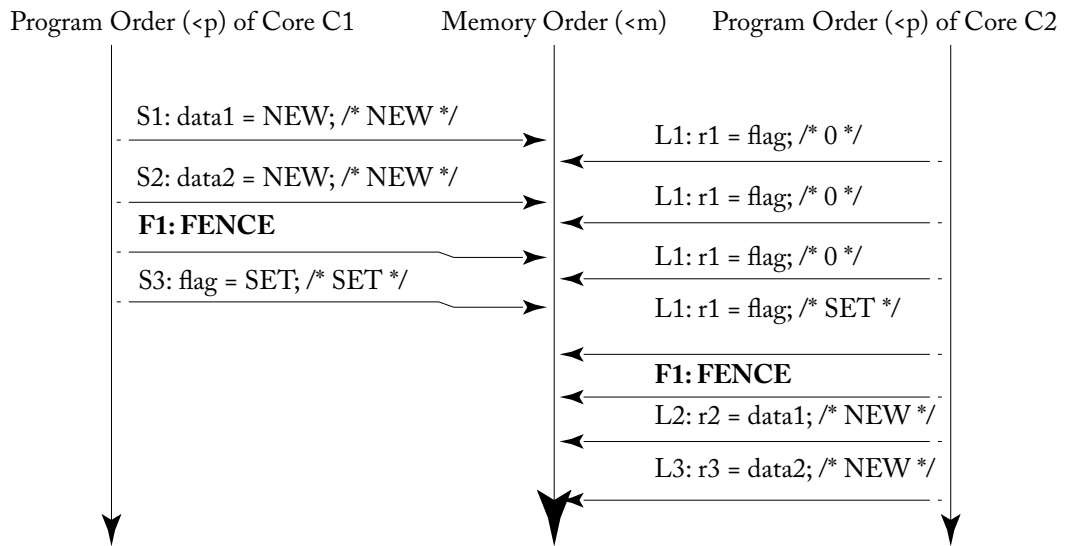 Program Order (<p) of Core C1
Memory Order (<m)
Program Order (<p) of Core C2
S1: data1 = NEW; /* NEW */
S2: data2 = NEW; /* NEW */
F1: FENCE
S3: flag = SET; /* SET */
L1: r1 = flag; /* 0 */
L1: r1 = flag; /* 0 */
L1: r1 = flag; /* 0 */
L1: r1 = flag; /* SET */
F1: FENCE
L2: r2 = data1; /* NEW */
L3: r3 = data2; /* NEW */